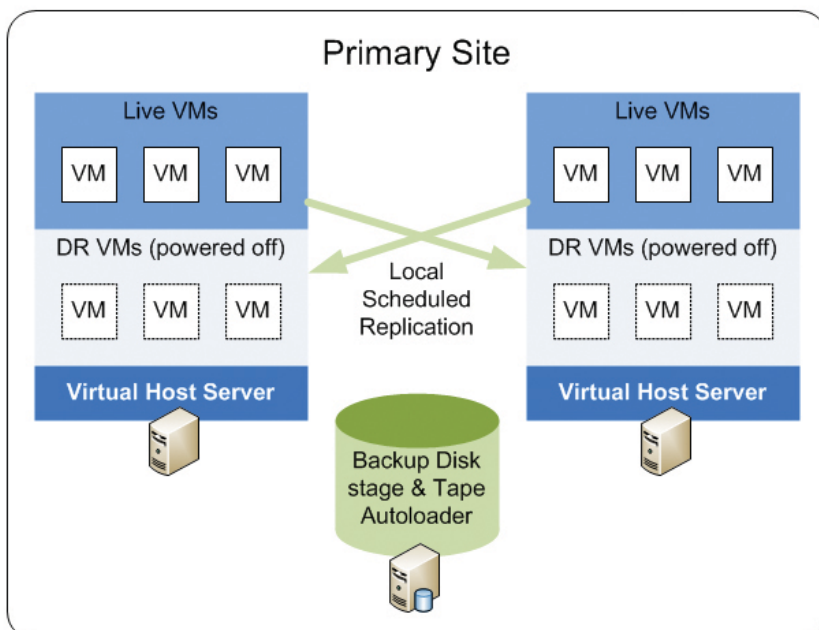 Primary Site
Live VMs
VM VM VM
DR VMs (powered off)
VM VM VM
Virtual Host Server
Live VMs
VM VM VM
DR VMs (powered off)
VM VM VM
Virtual Host Server
Local
Scheduled
Replication
Backup Disk
stage & Tape
Autoloader